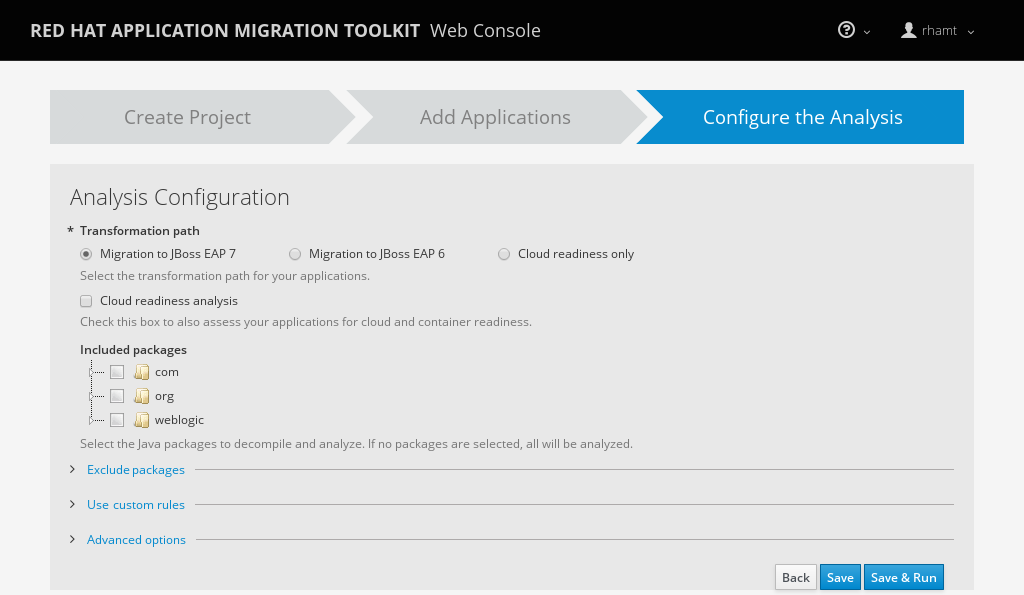 RED HAT APPLICATION MIGRATION TOOLKIT Web Console
rhamt
Create Project
Add Applications
Configure the Analysis
Analysis Configuration
* Transformation path
Migration to JBoss EAP 7
Migration to JBoss EAP 6
Cloud readiness only
Select the transformation path for your applications.
Cloud readiness analysis
Check this box to also assess your applications for cloud and container readiness.
Included packages
com
org
weblogic
Select the Java packages to decompile and analyze. If no packages are selected, all will be analyzed.
Exclude packages
Use custom rules
Advanced options
Back
Save
Save & Run